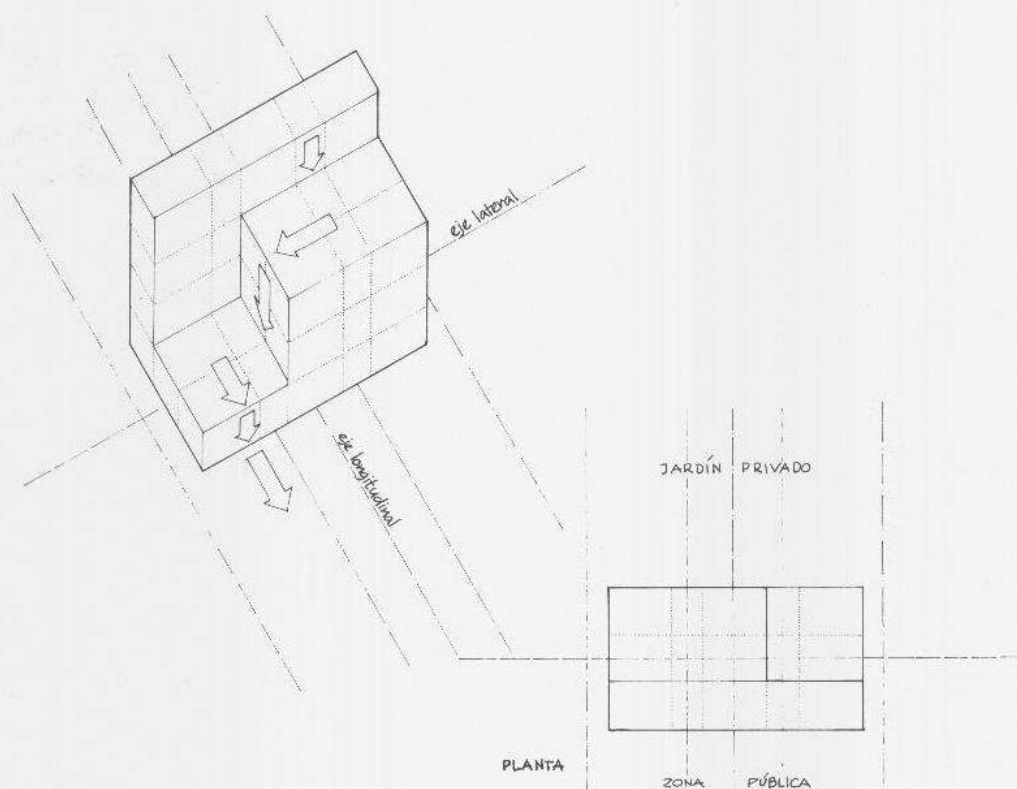 eje lateral
eje longitudinal
JARDÍN PRIVADO
PLANTA
ZONA PÚBLICA